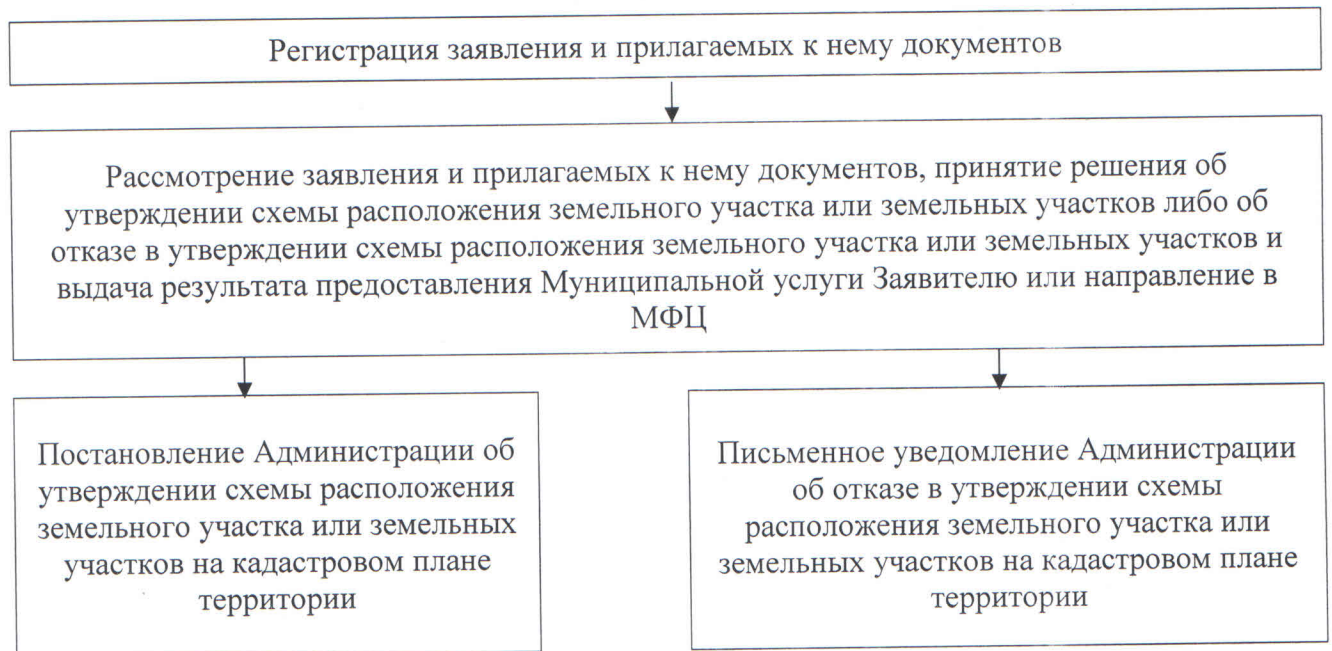 Регистрация заявления и прилагаемых к нему документов
Рассмотрение заявления и прилагаемых к нему документов, принятие решения об
утверждении схемы расположения земельного участка или земельных участков либо об
отказе в утверждении схемы расположения земельного участка или земельных участков и
выдача результата предоставления Муниципальной услуги Заявителю или направление в
МФЦ
Постановление Администрации об
утверждении схемы расположения
земельного участка или земельных
участков на кадастровом плане
территории
Письменное уведомление Администрации
об отказе в утверждении схемы
расположения земельного участка или
земельных участков на кадастровом плане
территории